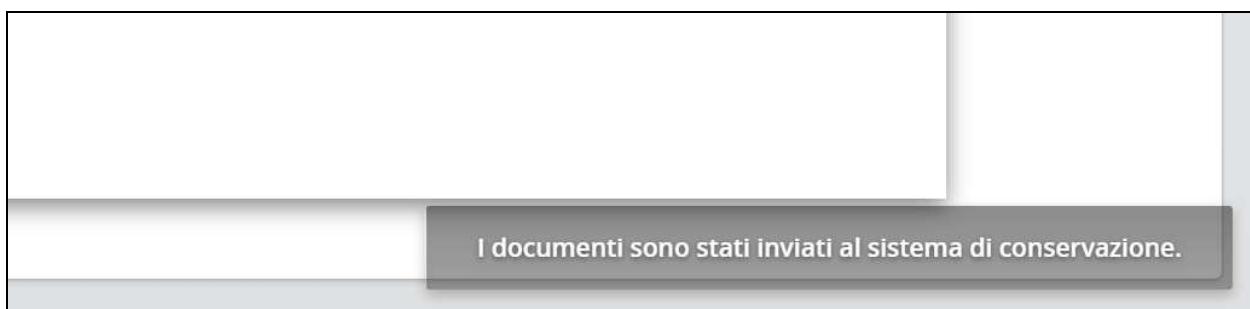 I documenti sono stati inviati al sistema di conservazione.